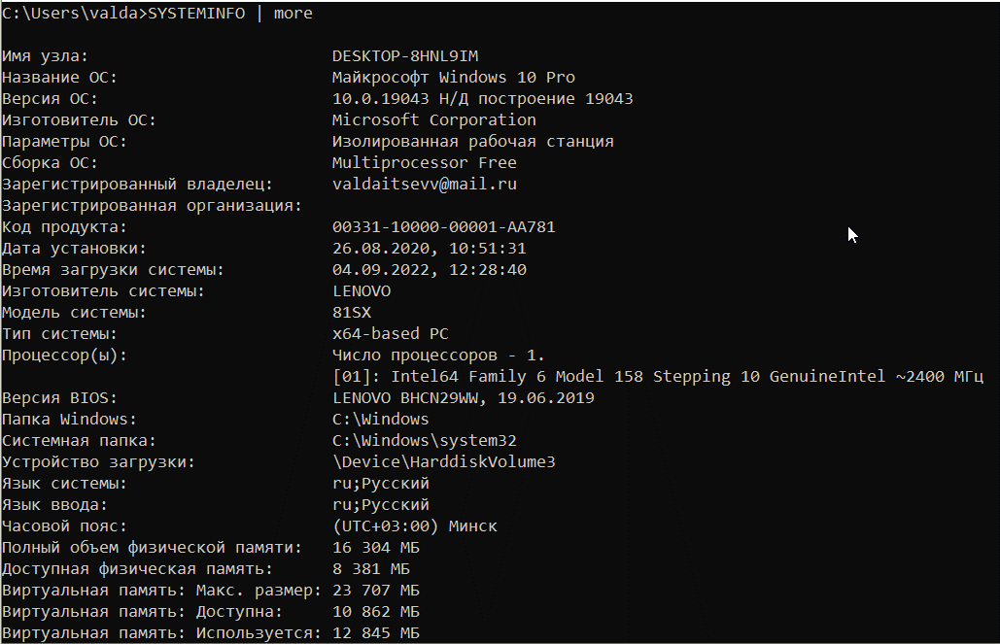 C:\Users\valda>SYSTEMINFO | more
Имя узла: DESKTOP-8HNL9IM
Название ОС: Майкрософт Windows 10 Pro
Версия ОС: 10.0.19043 Н/Д построение 19043
Изготовитель ОС: Microsoft Corporation
Параметры ОС: Изолированная рабочая станция
Сборка ОС: Multiprocessor Free
Зарегистрированный владелец: valdaitsevv@mail.ru
Зарегистрированная организация:
Код продукта: 00331-10000-00001-AA781
Дата установки: 26.08.2020, 10:51:31
Время загрузки системы: 04.09.2022, 12:28:40
Изготовитель системы: LENOVO
Модель системы: 81SX
Тип системы: x64-based PC
Процессор(ы): Число процессоров - 1.
[01]: Intel64 Family 6 Model 158 Stepping 10 GenuineIntel ~2400 МГц
Версия BIOS: LENOVO BHCN29WW, 19.06.2019
Папка Windows: C:\Windows
Системная папка: C:\Windows\system32
Устройство загрузки: \Device\HarddiskVolume3
Язык системы: ru;Русский
Язык ввода: ru;Русский
Часовой пояс: (UTC+03:00) Минск
Полный объем физической памяти: 16 304 МБ
Доступная физическая память: 8 381 МБ
Виртуальная память: Макс. размер: 23 707 МБ
Виртуальная память: Доступна: 10 862 МБ
Виртуальная память: Используется: 12 845 МБ